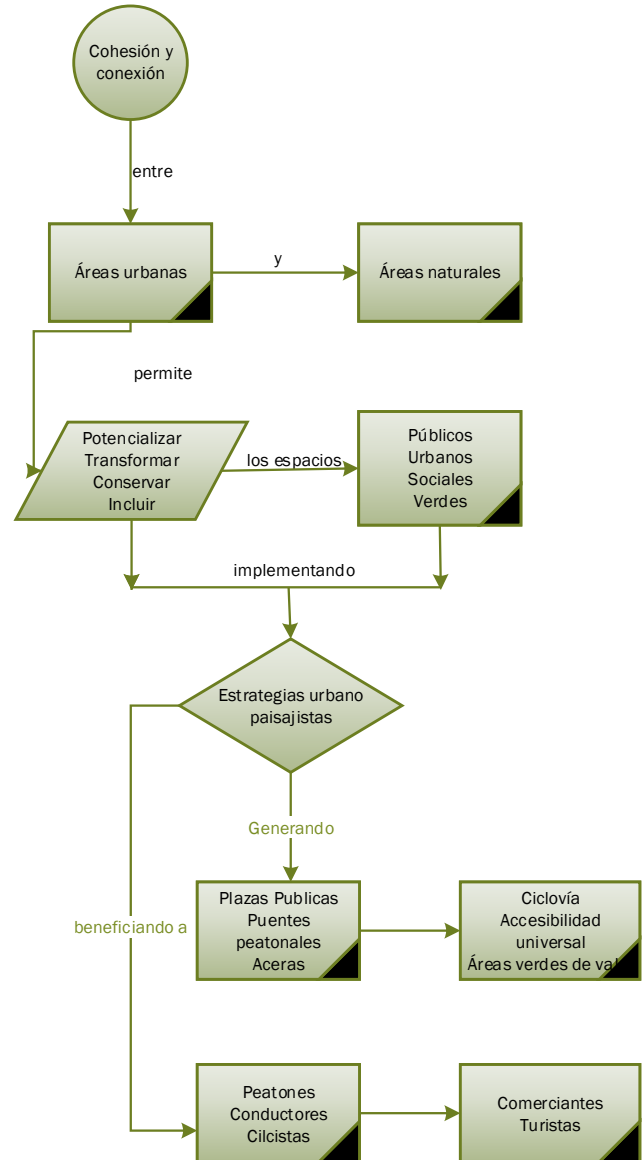 Cohesión y
conexión
entre
Áreas urbanas
y
Áreas naturales
permite
Potencializar
Transformar
Conservar
Incluir
los espacios
Públicos
Urbanos
Sociales
Verdes
implementando
Estrategias urbano
paisajistas
Generando
Plazas Publicas
Puentes
peatonales
Aceras
Ciclovía
Accesibilidad
universal
Áreas verdes de
beneficiando a
Peatones
Conductores
Cilcistas
Comerciantes
Turistas